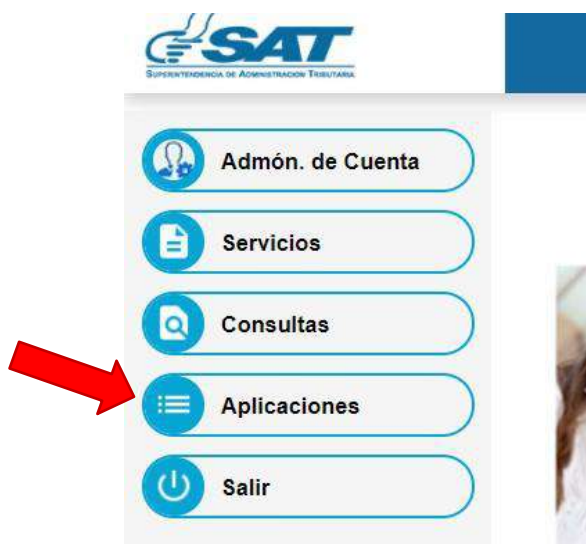 SAT
SUPERINTENDENCIA DE ADMINISTRACION TRIBUTARIA
Admón. de Cuenta
Servicios
Consultas
Aplicaciones
Salir